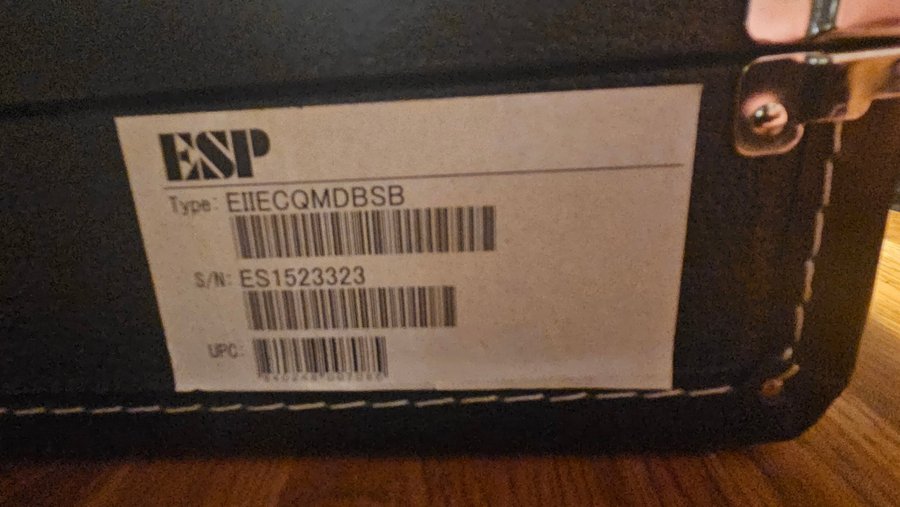 ESP
Type: EIIECQMDBSB
S/N: ES1523323
UPC: